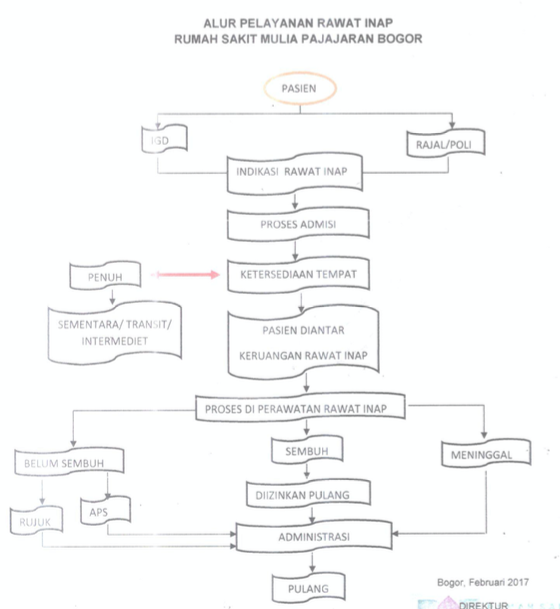 ALUR PELAYANAN RAWAT INAP
RUMAH SAKIT MULIA PAJAJARAN BOGOR
PASIEN
IGD
RAJAL/POLI
INDIKASI RAWAT INAP
PROSES ADMISI
PENUH
KETERSEDIAAN TEMPAT
SEMENTARA/ TRANSIT/
INTERMEDIET
PASIEN DIANTAR
KERUANGAN RAWAT INAP
PROSES DI PERAWATAN RAWAT INAP
BELUM SEMBUH
SEMBUH
MENINGGAL
DIIZINKAN PULANG
RUJUK
APS
ADMINISTRASI
PULANG
Bogor, Februari 2017
DIREKTUR